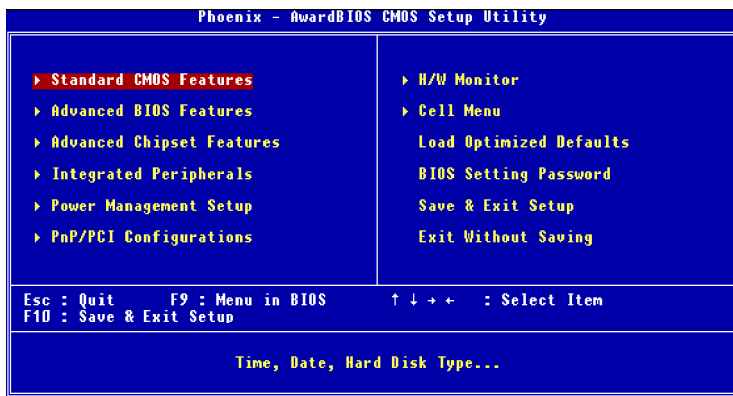 Phoenix - AwardBIOS CMOS Setup Utility
▸ Standard CMOS Features
▸ Advanced BIOS Features
▸ Advanced Chipset Features
▸ Integrated Peripherals
▸ Power Management Setup
▸ PnP/PCI Configurations
▸ H/W Monitor
▸ Cell Menu
Load Optimized Defaults
BIOS Setting Password
Save & Exit Setup
Exit Without Saving
Esc : Quit F9 : Menu in BIOS ↑ ↓ → ← : Select Item
F10 : Save & Exit Setup
Time, Date, Hard Disk Type...